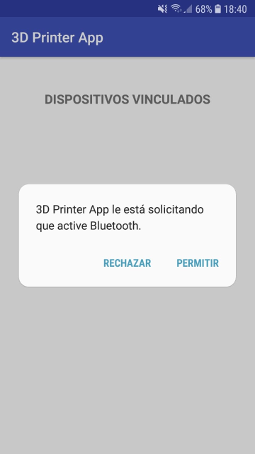 68% 18:40
3D Printer App
DISPOSITIVOS VINCULADOS
3D Printer App le está solicitando
que active Bluetooth.
RECHAZAR PERMITIR